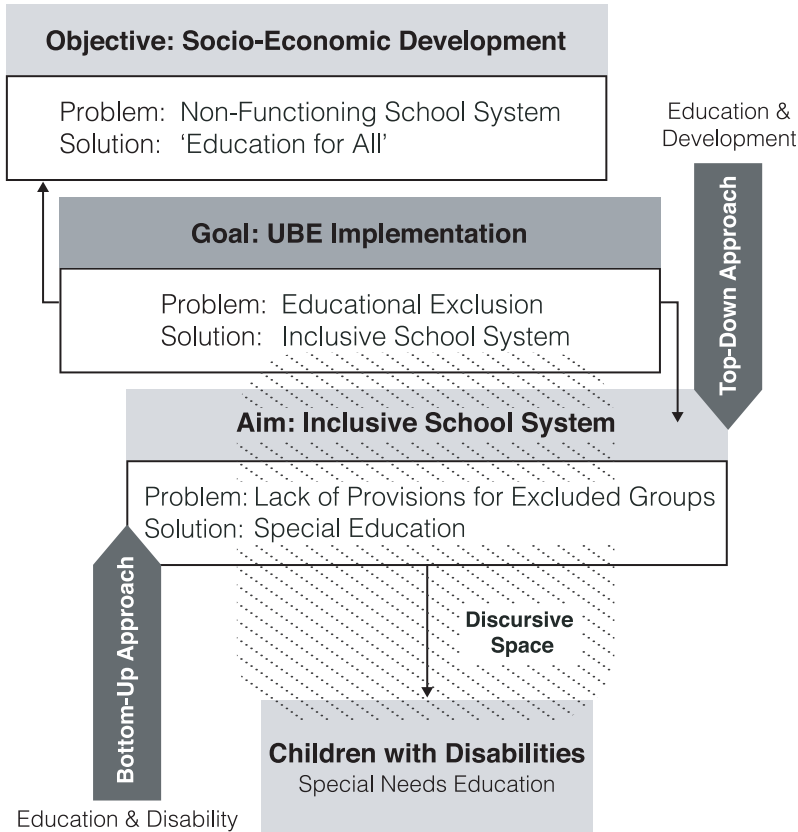 Objective: Socio-Economic Development
Problem: Non-Functioning School System
Solution: ‘Education for All’
Education &
Development
Top-Down Approach
Goal: UBE Implementation
Problem: Educational Exclusion
Solution: Inclusive School System
Aim: Inclusive School System
Problem: Lack of Provisions for Excluded Groups
Solution: Special Education
Bottom-Up Approach
Education & Disability
Discursive
Space
Children with Disabilities
Special Needs Education